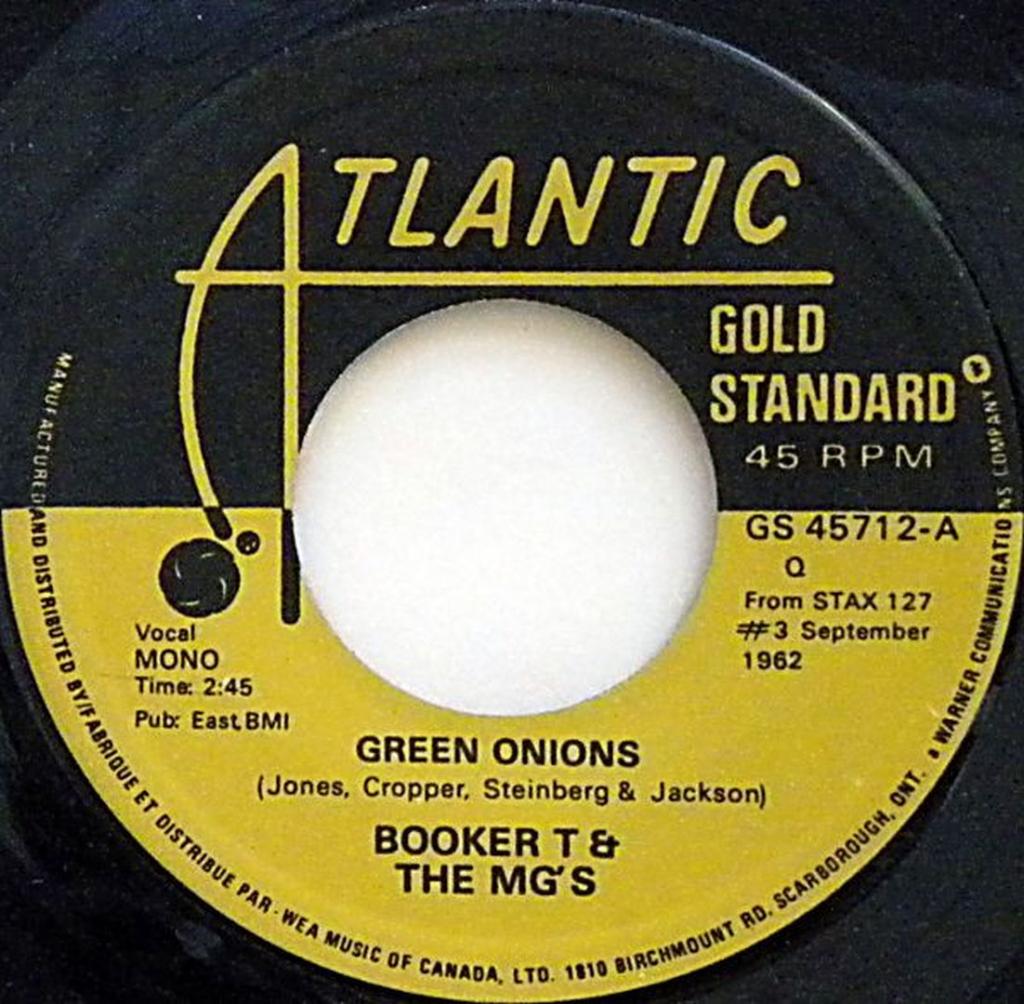 ATLANTIC
GOLD
STANDARD
45 RPM
GS 45712-A
Q
From STAX 127
#3 September
1962
Vocal
MONO
Time: 2:45
Pub: East, BMI
GREEN ONIONS
(Jones, Cropper, Steinberg & Jackson)
BOOKER T &
THE MG'S
MANUFACTURED AND DISTRIBUTED BY/FABRIQUE ET DISTRIBUE PAR - WEA MUSIC OF CANADA, LTD. 1810 BIRCHMOUNT RD. SCARBOROUGH, ONT. a WARNER COMMUNICATIONS COMPANY